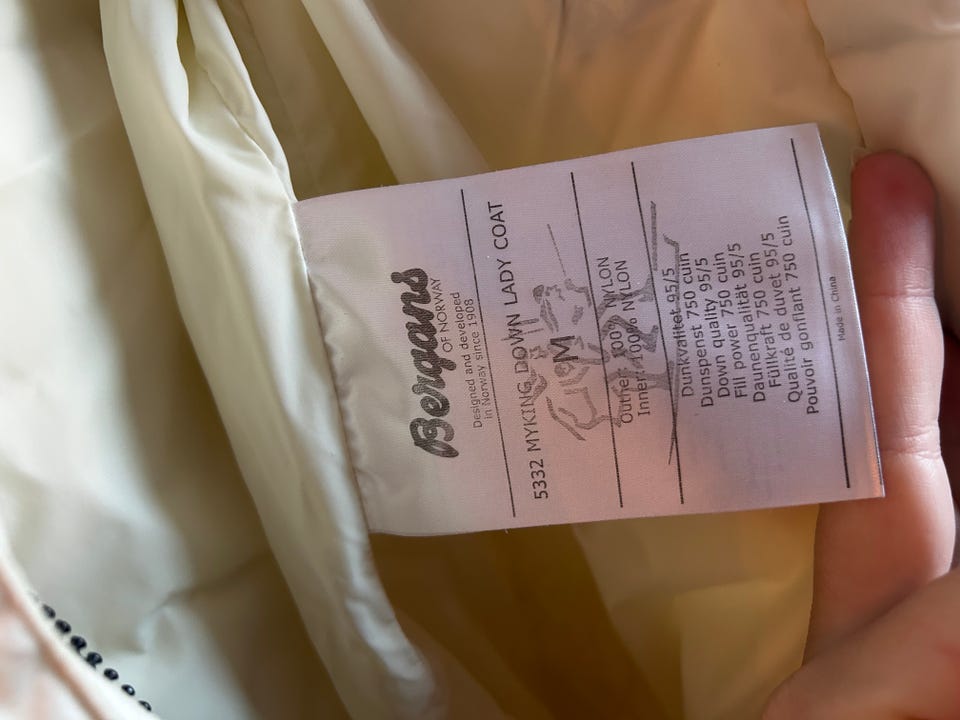 Bergans
OF NORWAY
Designed and developed
in Norway since 1908
5332 MYKING DOWN LADY COAT
M
Outher: 100% NYLON
Inner: 100% NYLON
Dunkvalitet 95/5
Dunspenst 750 cuin
Down quality 95/5
Fill power 750 cuin
Daunenqualität 95/5
Füllkraft 750 cuin
Qualité de duvet 95/5
Pouvoir gonflant 750 cuin
Made in China